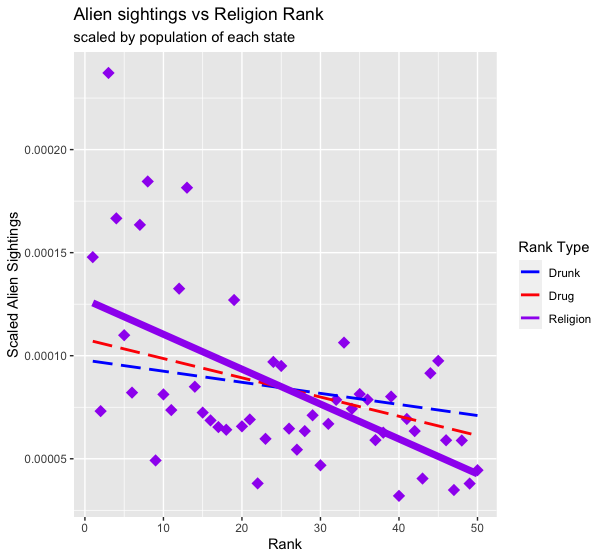 Alien sightings vs Religion Rank
scaled by population of each state
Scaled Alien Sightings
0.00020
0.00015
0.00010
0.00005
0 10 20 30 40 50
Rank
Rank Type
Drunk
Drug
Religion